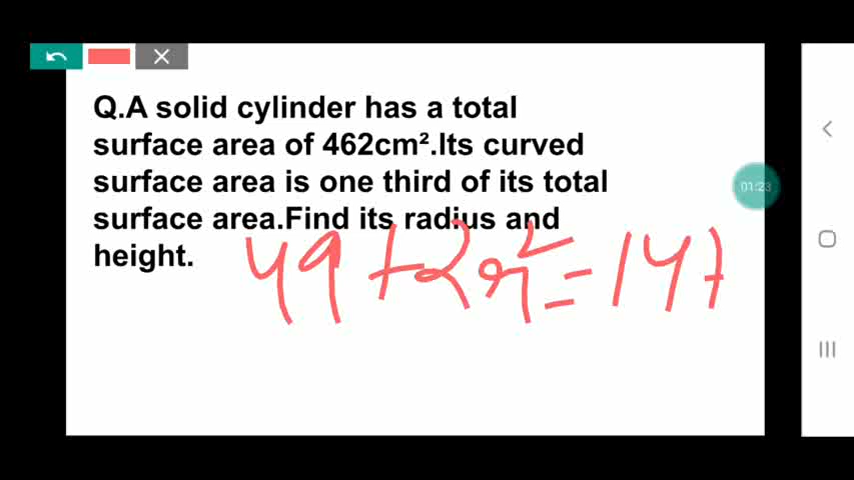 Q.A solid cylinder has a total
surface area of 462cm².Its curved
surface area is one third of its total
surface area.Find its radius and
height.
49+2r²=147
01:23